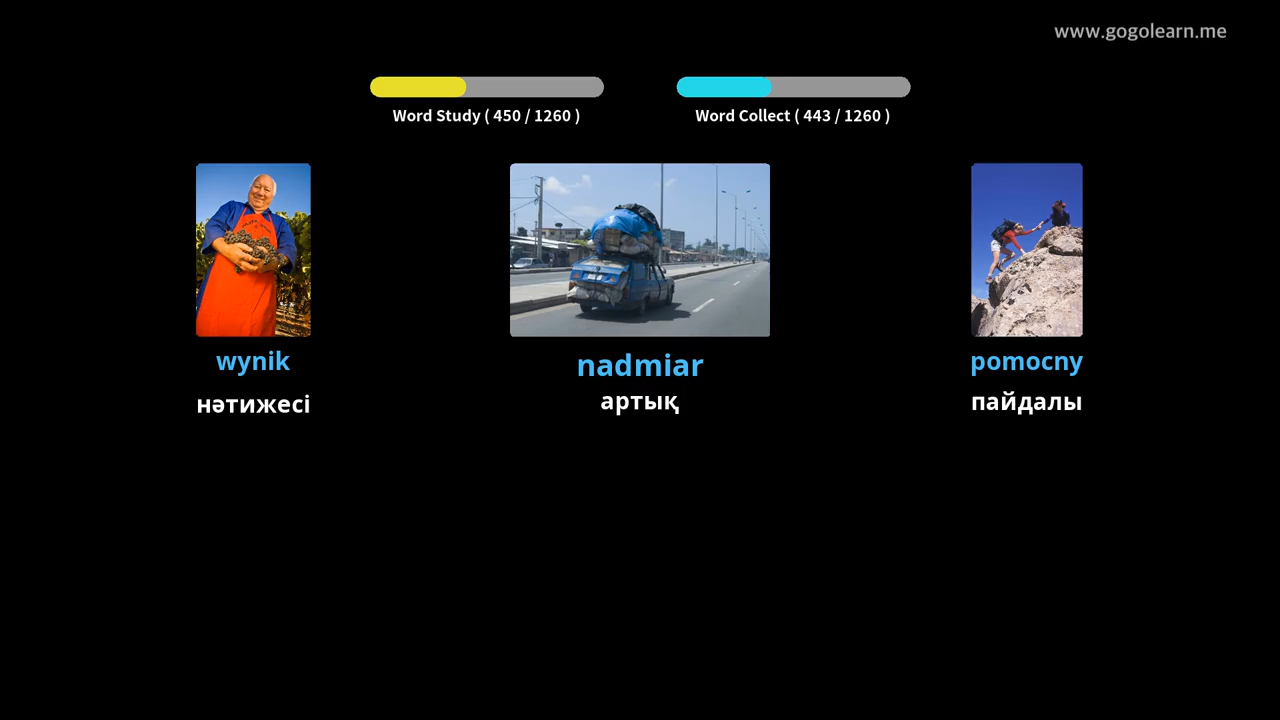 www.gogolearn.me
Word Study ( 450 / 1260 )
Word Collect ( 443 / 1260 )
wynik
nadmiar
pomocny
нәтижесі
артық
пайдалы